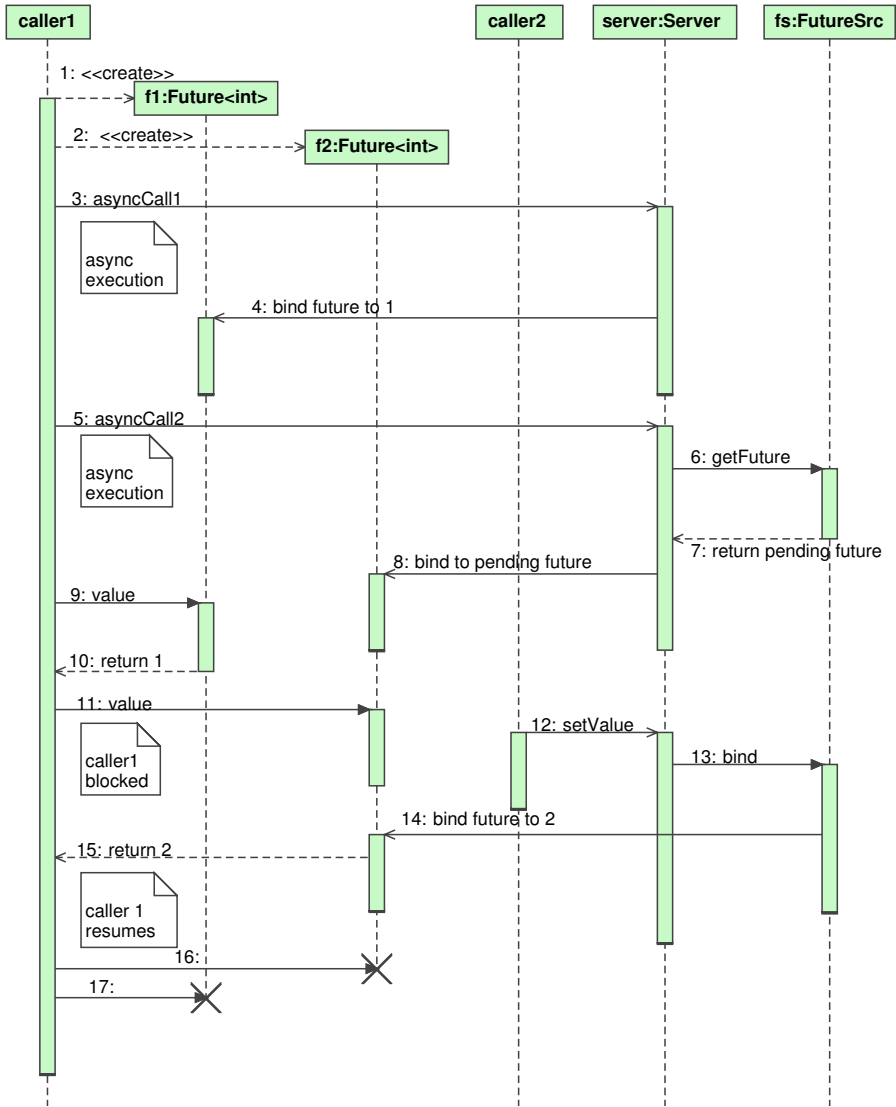 caller1
caller2
server:Server
fs:FutureSrc
1: <<create>>
f1:Future<int>
2: <<create>>
f2:Future<int>
3: asyncCall1
async
execution
4: bind future to 1
5: asyncCall2
async
execution
6: getFuture
7: return pending future
8: bind to pending future
9: value
10: return 1
11: value
12: setValue
caller1
blocked
13: bind
14: bind future to 2
15: return 2
caller 1
resumes
16:
17: